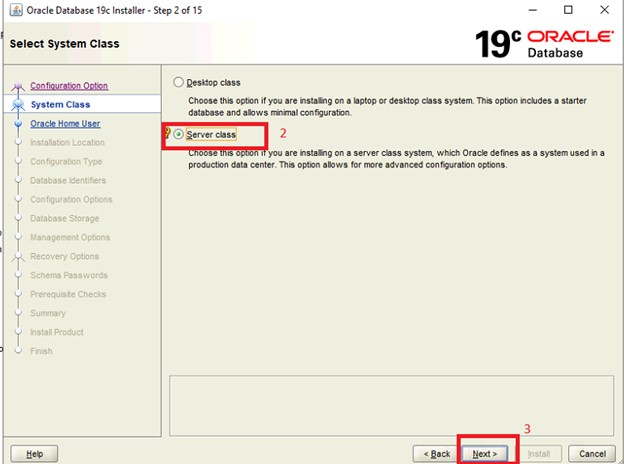 Oracle Database 19c Installer - Step 2 of 15
Select System Class
19c ORACLE
Database
Configuration Option
System Class
Oracle Home User
Installation Location
Configuration Type
Database Identifiers
Configuration Options
Database Storage
Management Options
Recovery Options
Schema Passwords
Prerequisite Checks
Summary
Install Product
Finish
Desktop class
Choose this option if you are installing on a laptop or desktop class system. This option includes a starter
database and allows minimal configuration.
Server class 2
Choose this option if you are installing on a server class system, which Oracle defines as a system used in a
production data center. This option allows for more advanced configuration options.
3
Help < Back Next > Install Cancel